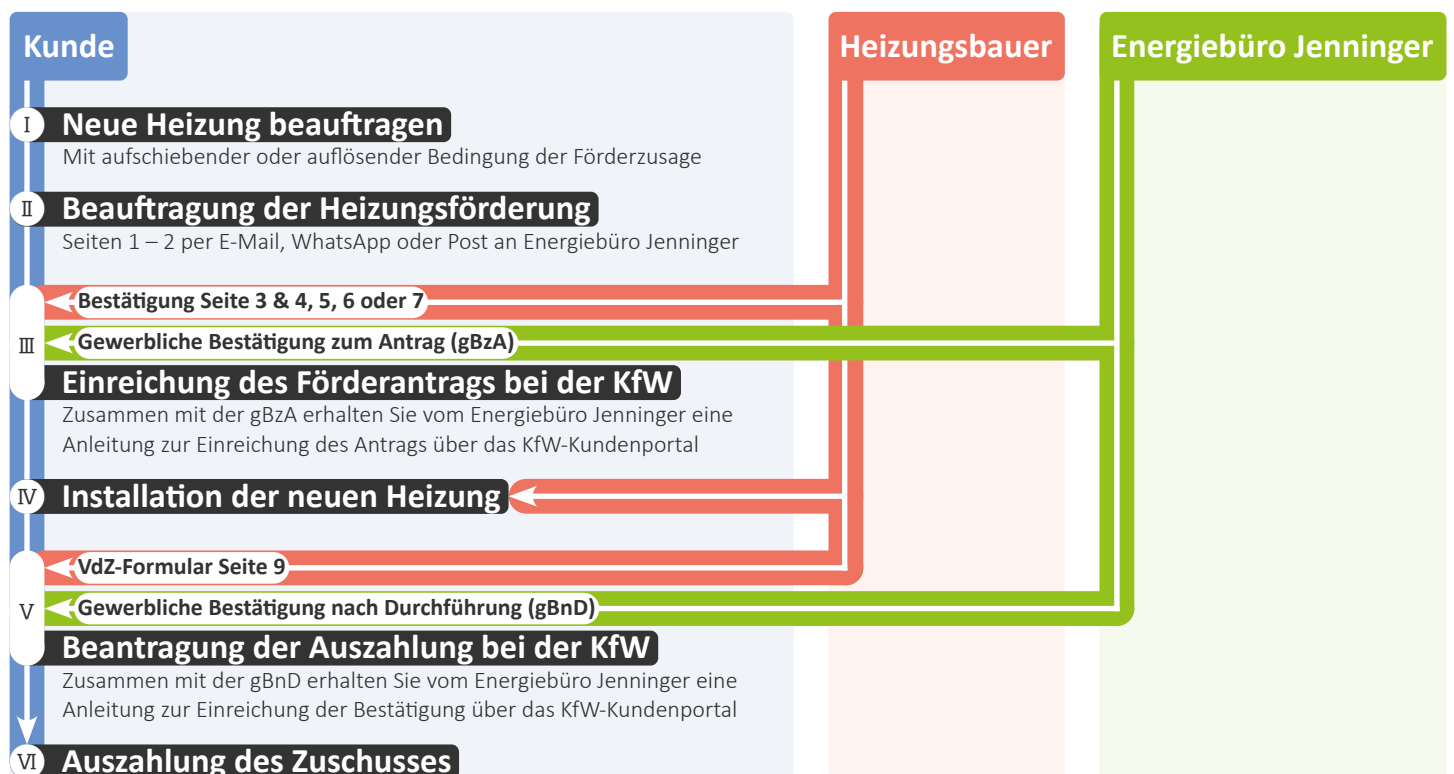 Kunde
Heizungsbauer
Energiebüro Jenninger
I
Neue Heizung beauftragen
Mit aufschiebender oder auflösender Bedingung der Förderzusage
II
Beauftragung der Heizungsförderung
Seiten 1 – 2 per E-Mail, WhatsApp oder Post an Energiebüro Jenninger
Bestätigung Seite 3 & 4, 5, 6 oder 7
III
Gewerbliche Bestätigung zum Antrag (gBzA)
Einreichung des Förderantrags bei der KfW
Zusammen mit der gBzA erhalten Sie vom Energiebüro Jenninger eine
Anleitung zur Einreichung des Antrags über das KfW-Kundenportal
IV
Installation der neuen Heizung
VdZ-Formular Seite 9
V
Gewerbliche Bestätigung nach Durchführung (gBnD)
Beantragung der Auszahlung bei der KfW
Zusammen mit der gBnD erhalten Sie vom Energiebüro Jenninger eine
Anleitung zur Einreichung der Bestätigung über das KfW-Kundenportal
VI
Auszahlung des Zuschusses